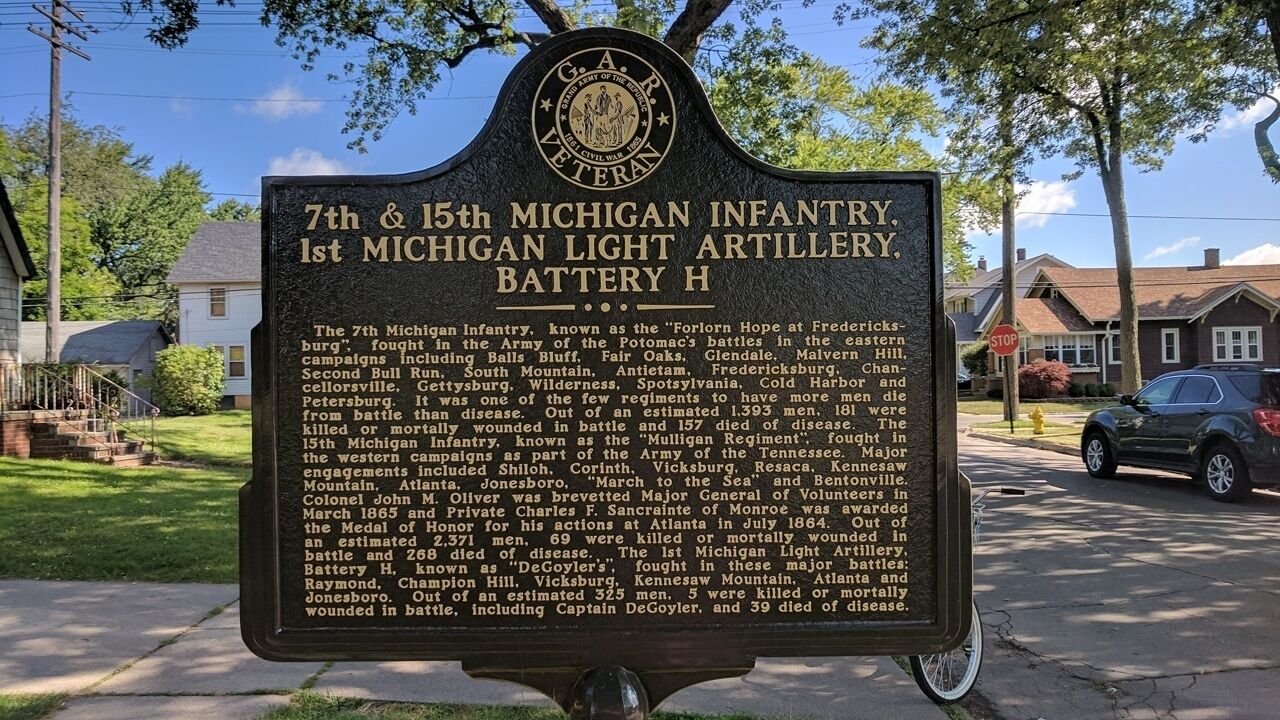 G.A.R.
GRAND ARMY OF THE REPUBLIC
1861 CIVIL WAR 1865
VETERAN
7th & 15th MICHIGAN INFANTRY,
1st MICHIGAN LIGHT ARTILLERY,
BATTERY H
The 7th Michigan Infantry, known as the "Forlorn Hope at Fredericks-
burg", fought in the Army of the Potomac's battles in the eastern
campaigns including Balls Bluff, Fair Oaks, Glendale, Malvern Hill,
Second Bull Run, South Mountain, Antietam, Fredericksburg, Chan-
cellorsville, Gettysburg, Wilderness, Spotsylvania, Cold Harbor and
Petersburg. It was one of the few regiments to have more men die
from battle than disease. Out of an estimated 1,393 men, 181 were
killed or mortally wounded in battle and 157 died of disease. The
15th Michigan Infantry, known as the "Mulligan Regiment", fought in
the western campaigns as part of the Army of the Tennessee. Major
engagements included Shiloh, Corinth, Vicksburg, Resaca, Kennesaw
Mountain, Atlanta, Jonesboro, "March to the Sea" and Bentonville.
Colonel John M. Oliver was brevetted Major General of Volunteers in
March 1865 and Private Charles F. Sancrainte of Monroe was awarded
the Medal of Honor for his actions at Atlanta in July 1864. Out of
an estimated 2,371 men, 69 were killed or mortally wounded in
battle and 268 died of disease. The 1st Michigan Light Artillery,
Battery H, known as "DeGoyler's", fought in these major battles:
Raymond, Champion Hill, Vicksburg, Kennesaw Mountain, Atlanta and
Jonesboro. Out of an estimated 325 men, 5 were killed or mortally
wounded in battle, including Captain DeGoyler, and 39 died of disease.
STOP